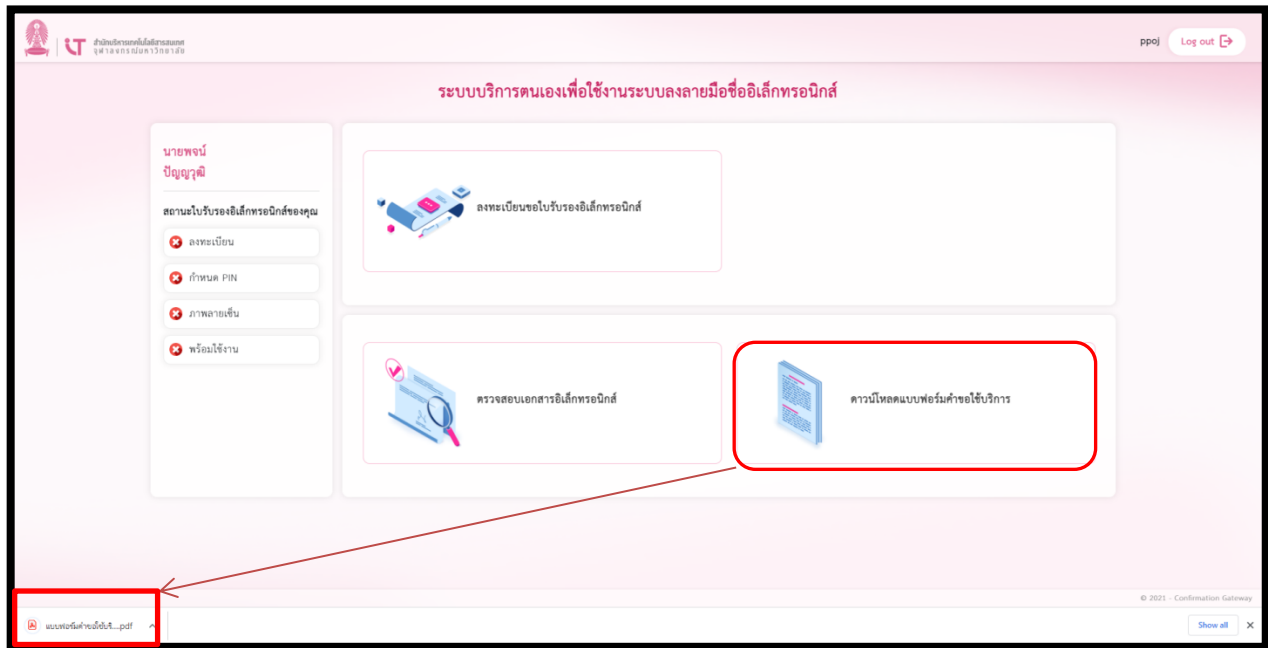 สำนักบริหารเทคโนโลยีสารสนเทศ
จุฬาลงกรณ์มหาวิทยาลัย
ppoj
Log out
ระบบบริการตนเองเพื่อใช้งานระบบลงลายมือชื่ออิเล็กทรอนิกส์
นายพจน์
ปัญญาวุฒิ
สถานะใบรับรองอิเล็กทรอนิกส์ของคุณ
ลงทะเบียน
กำหนด PIN
ภาพลายเซ็น
พร้อมใช้งาน
ลงทะเบียนขอใบรับรองอิเล็กทรอนิกส์
ตรวจสอบเอกสารอิเล็กทรอนิกส์
ดาวน์โหลดแบบฟอร์มคำขอใช้บริการ
© 2021 - Confirmation Gateway
แบบฟอร์มคำขอใช้บริ....pdf
Show all